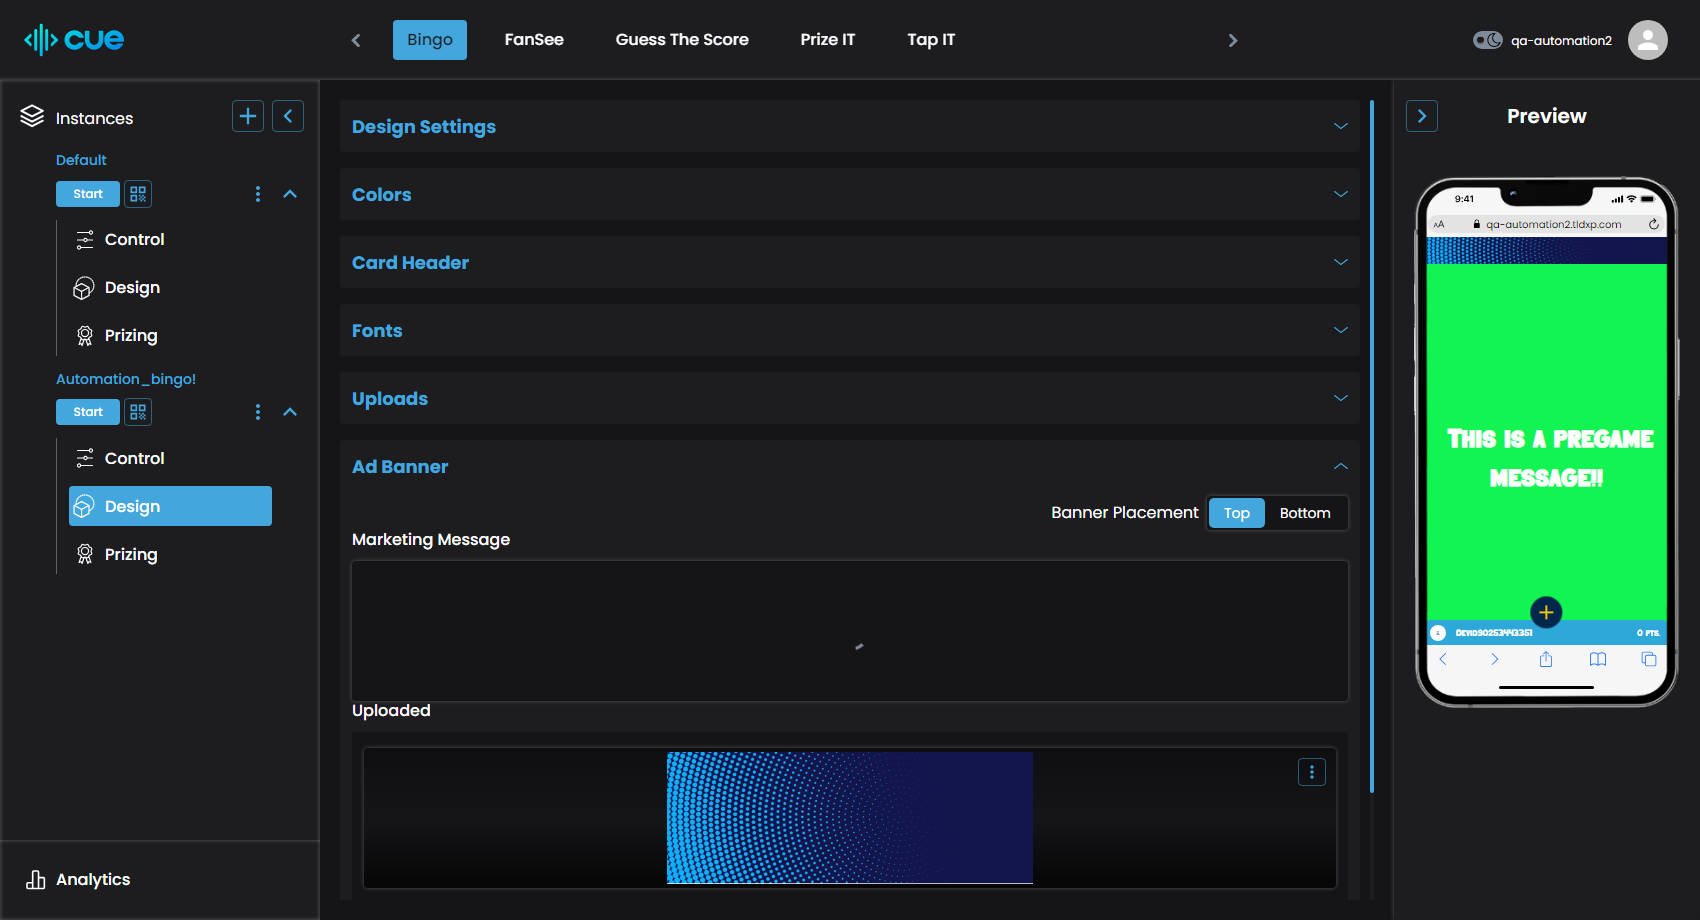 cue
Bingo
FanSee
Guess The Score
Prize IT
Tap IT
qa-automation2
Instances
Default
Start
Control
Design
Prizing
Automation_bingo!
Start
Control
Design
Prizing
Analytics
Design Settings
Colors
Card Header
Fonts
Uploads
Ad Banner
Banner Placement
Top
Bottom
Marketing Message
Uploaded
Preview
9:41
AA
qa-automation2.tldxp.com
THIS IS A PREGAME
MESSAGE!!
DEVID90253443351
0 PTS.